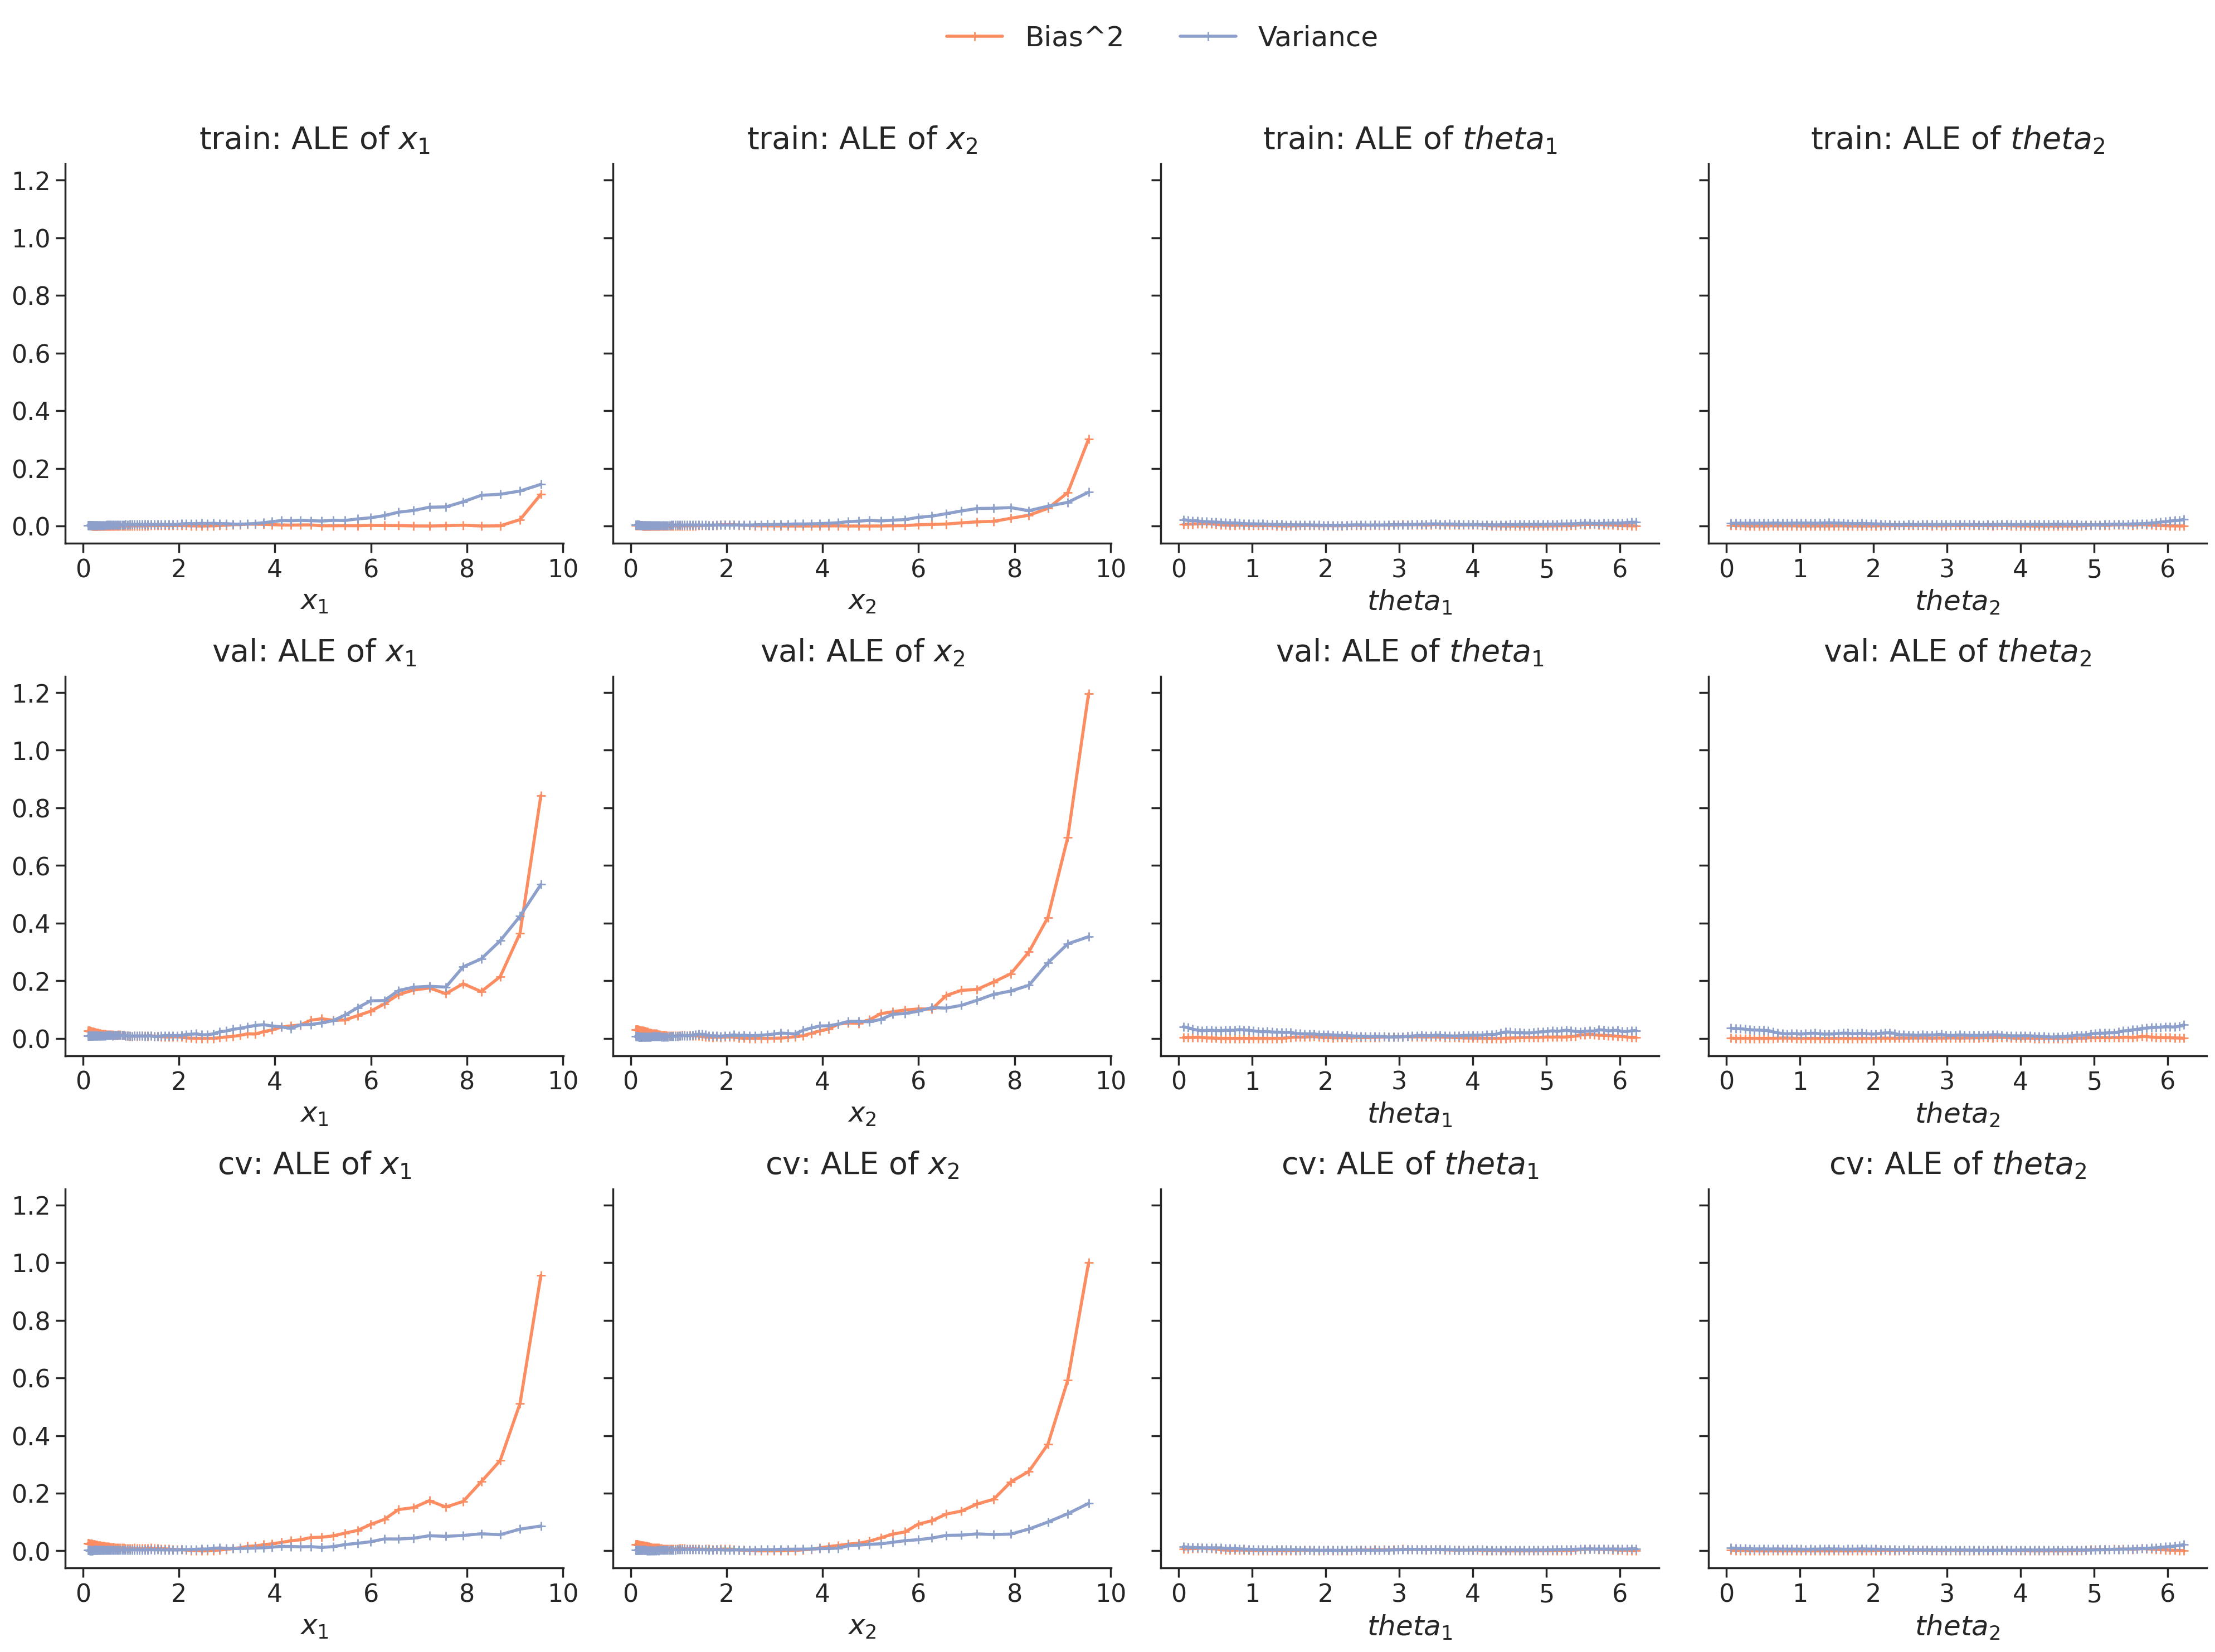 Bias^2 Variance
train: ALE of x₁ train: ALE of x₂ train: ALE of theta₁ train: ALE of theta₂
1.2
1.0
0.8
0.6
0.4
0.2
0.0
0 2 4 6 8 10 0 2 4 6 8 10 0 1 2 3 4 5 6 0 1 2 3 4 5 6
x₁ x₂ theta₁ theta₂
val: ALE of x₁ val: ALE of x₂ val: ALE of theta₁ val: ALE of theta₂
1.2
1.0
0.8
0.6
0.4
0.2
0.0
0 2 4 6 8 10 0 2 4 6 8 10 0 1 2 3 4 5 6 0 1 2 3 4 5 6
x₁ x₂ theta₁ theta₂
cv: ALE of x₁ cv: ALE of x₂ cv: ALE of theta₁ cv: ALE of theta₂
1.2
1.0
0.8
0.6
0.4
0.2
0.0
0 2 4 6 8 10 0 2 4 6 8 10 0 1 2 3 4 5 6 0 1 2 3 4 5 6
x₁ x₂ theta₁ theta₂